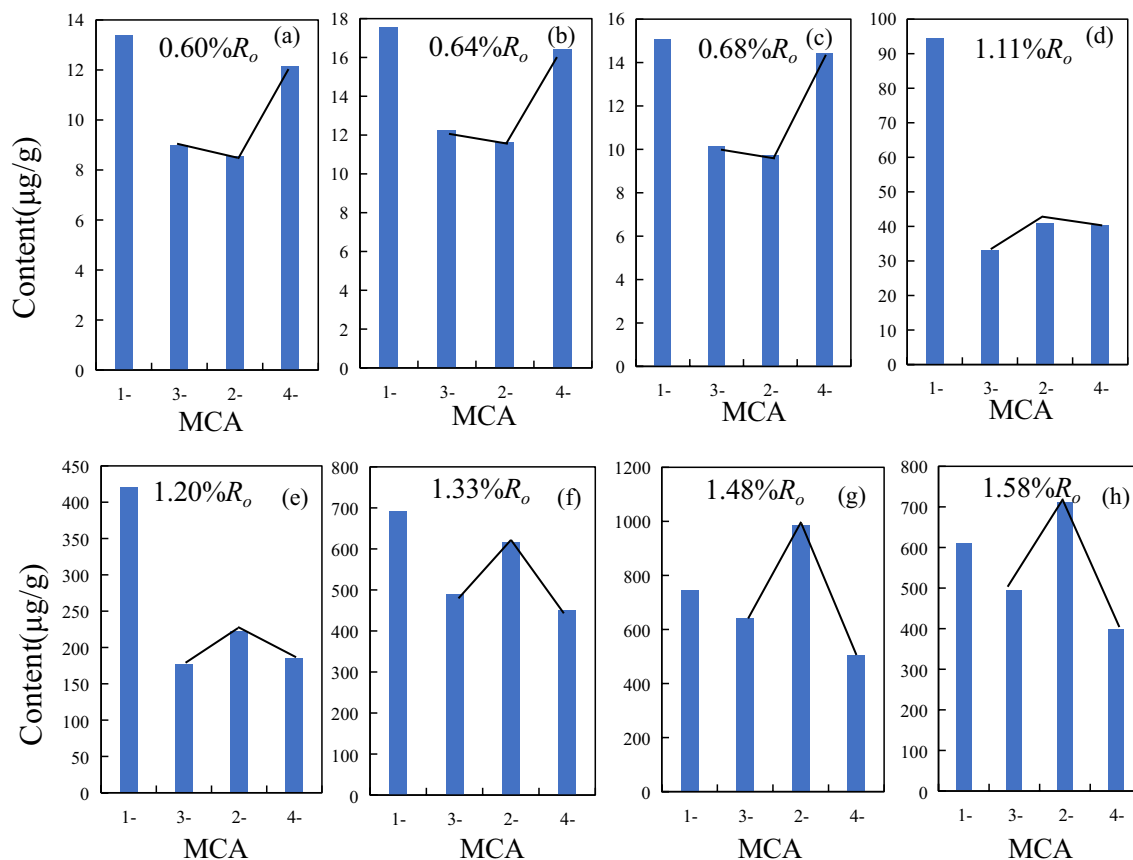 Content(µg/g)
14
12
10
8
6
4
2
0
0.60%Ro
(a)
1- 3- 2- 4-
MCA
18
16
14
12
10
8
6
4
2
0
0.64%Ro
(b)
1- 3- 2- 4-
MCA
16
14
12
10
8
6
4
2
0
0.68%Ro
(c)
1- 3- 2- 4-
MCA
100
90
80
70
60
50
40
30
20
10
0
1.11%Ro
(d)
1- 3- 2- 4-
MCA
Content(µg/g)
450
400
350
300
250
200
150
100
50
0
1.20%Ro
(e)
1- 3- 2- 4-
MCA
800
700
600
500
400
300
200
100
0
1.33%Ro
(f)
1- 3- 2- 4-
MCA
1200
1000
800
600
400
200
0
1.48%Ro
(g)
1- 3- 2- 4-
MCA
800
700
600
500
400
300
200
100
0
1.58%Ro
(h)
1- 3- 2- 4-
MCA